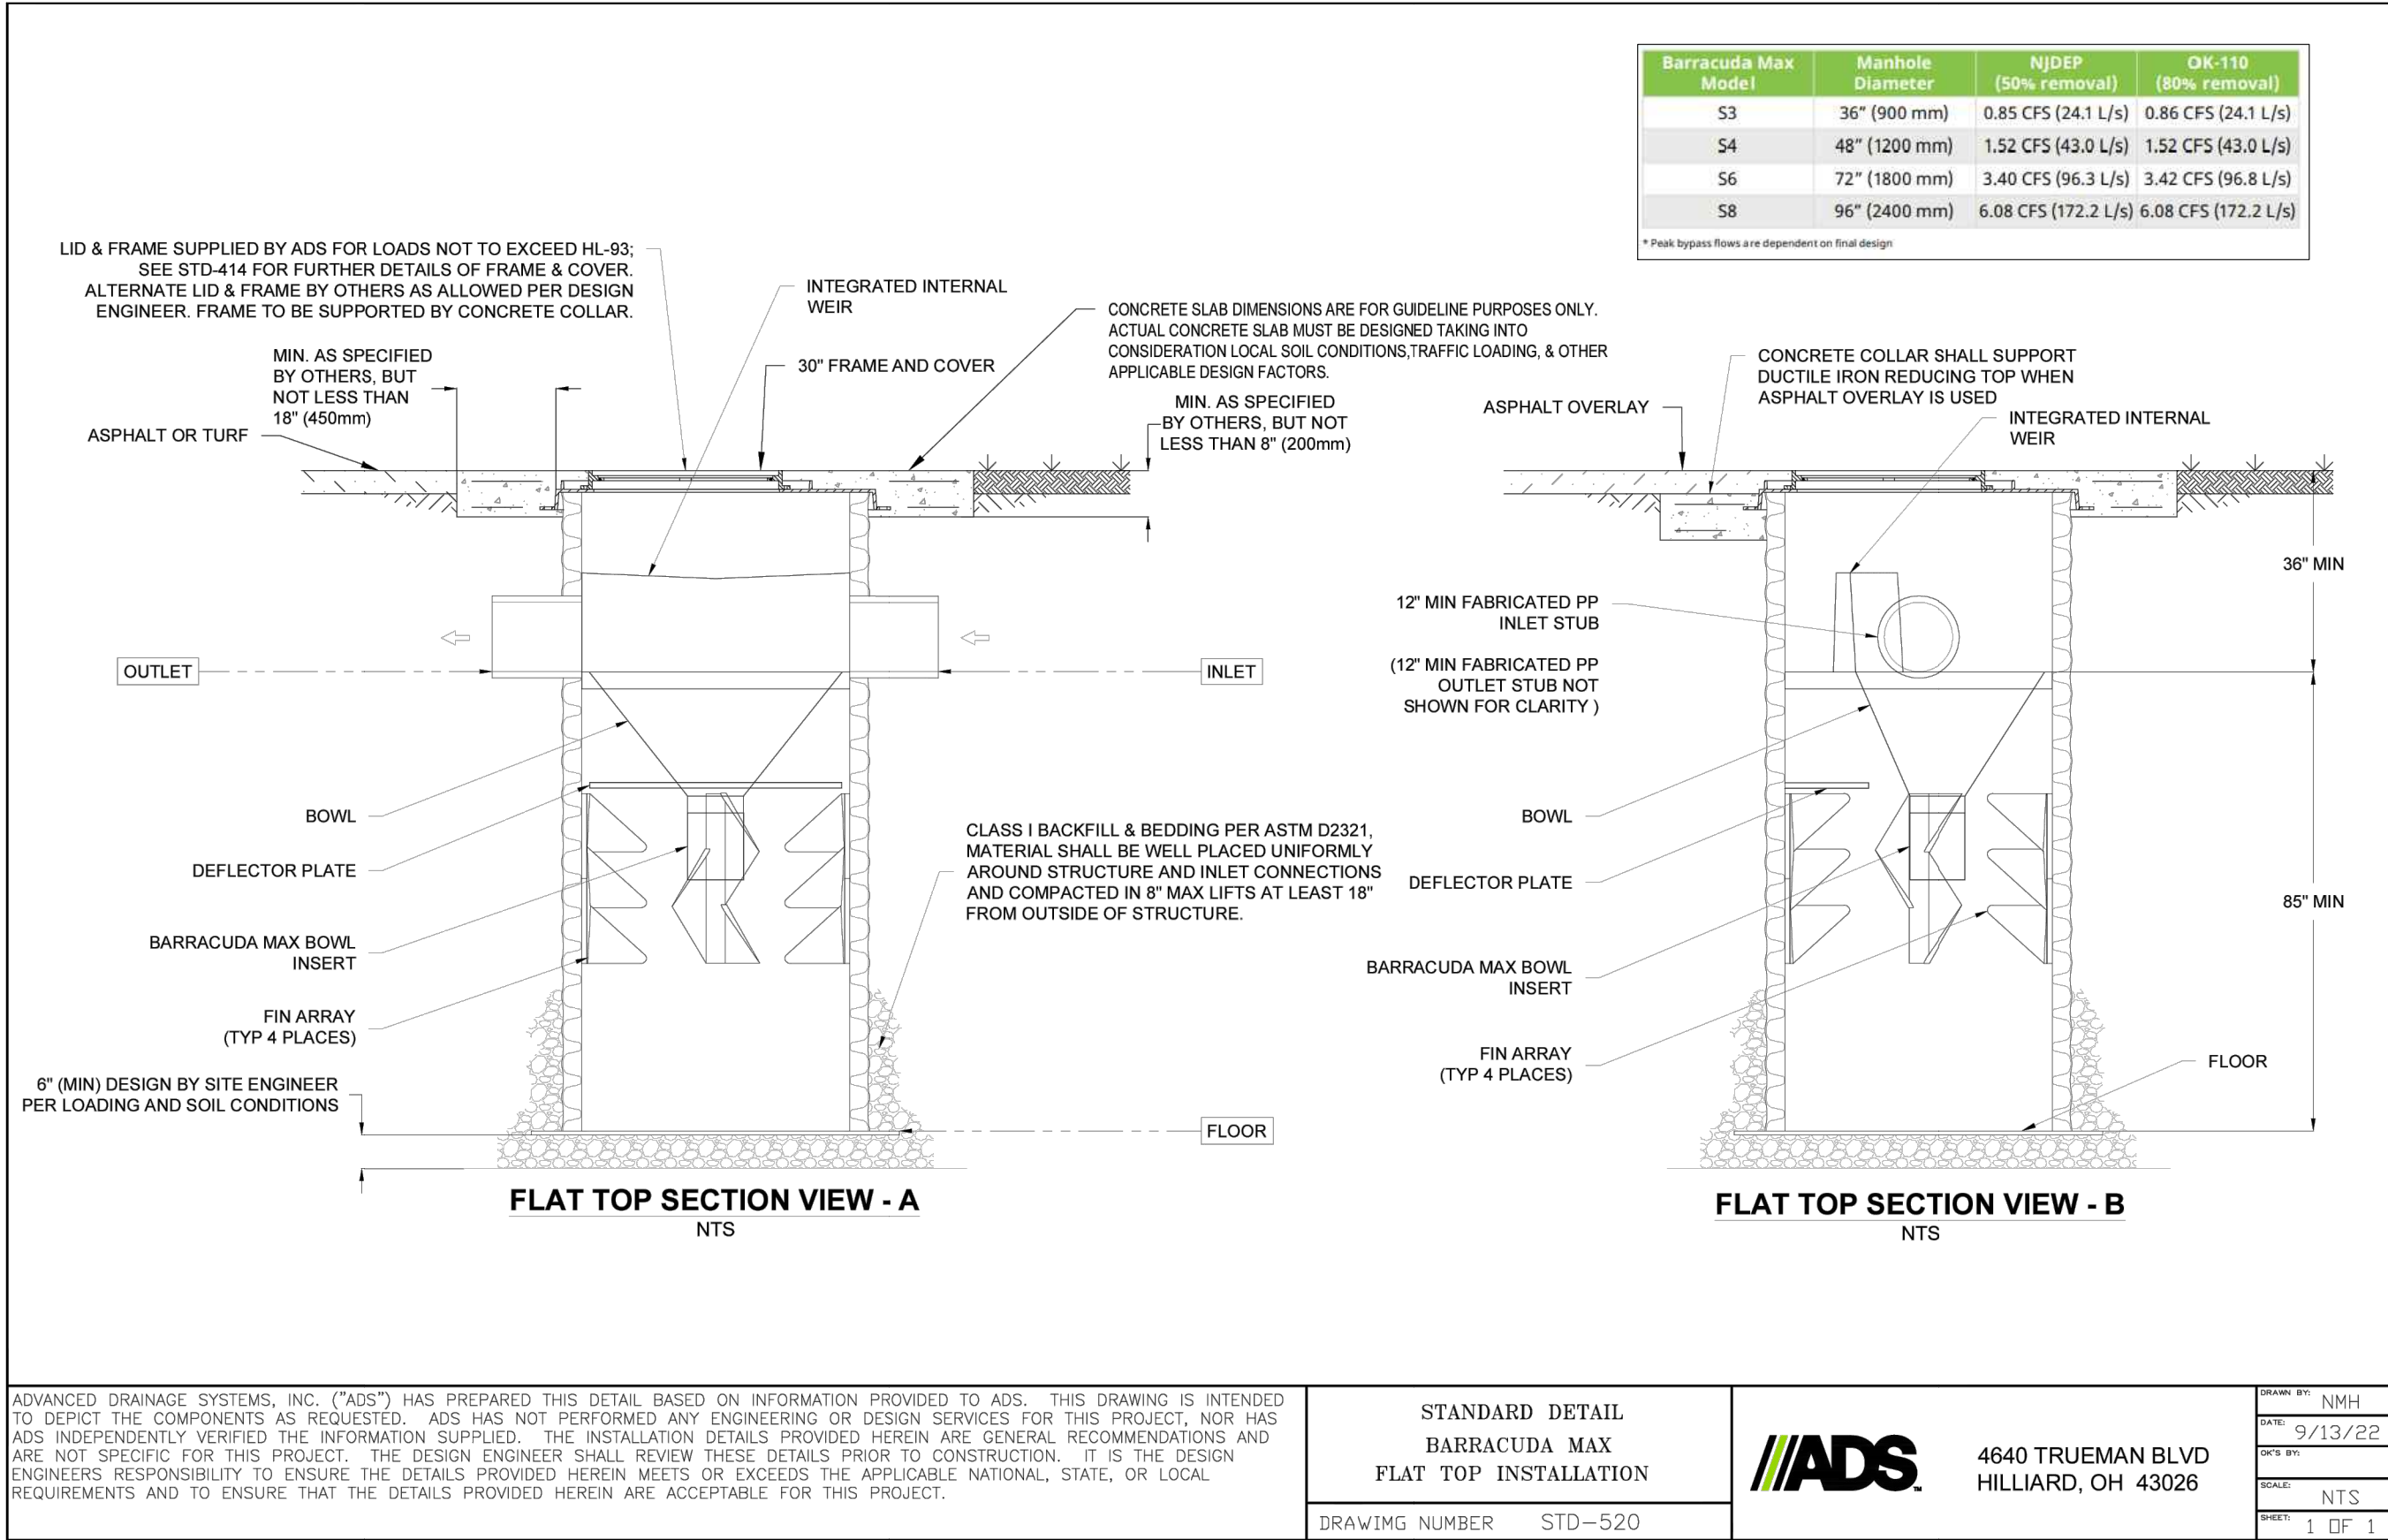 Barracuda Max Model
Manhole Diameter
NJDEP (50% removal)
OK-110 (80% removal)
S3 36" (900 mm) 0.85 CFS (24.1 L/s) 0.86 CFS (24.1 L/s)
S4 48" (1200 mm) 1.52 CFS (43.0 L/s) 1.52 CFS (43.0 L/s)
S6 72" (1800 mm) 3.40 CFS (96.3 L/s) 3.42 CFS (96.8 L/s)
S8 96" (2400 mm) 6.08 CFS (172.2 L/s) 6.08 CFS (172.2 L/s)
* Peak bypass flows are dependent on final design
LID & FRAME SUPPLIED BY ADS FOR LOADS NOT TO EXCEED HL-93;
SEE STD-414 FOR FURTHER DETAILS OF FRAME & COVER.
ALTERNATE LID & FRAME BY OTHERS AS ALLOWED PER DESIGN
ENGINEER. FRAME TO BE SUPPORTED BY CONCRETE COLLAR.
INTEGRATED INTERNAL
WEIR
30" FRAME AND COVER
CONCRETE SLAB DIMENSIONS ARE FOR GUIDELINE PURPOSES ONLY.
ACTUAL CONCRETE SLAB MUST BE DESIGNED TAKING INTO
CONSIDERATION LOCAL SOIL CONDITIONS,TRAFFIC LOADING, & OTHER
APPLICABLE DESIGN FACTORS.
MIN. AS SPECIFIED
BY OTHERS, BUT
NOT LESS THAN
18" (450mm)
ASPHALT OR TURF
MIN. AS SPECIFIED
BY OTHERS, BUT NOT
LESS THAN 8" (200mm)
OUTLET
INLET
BOWL
DEFLECTOR PLATE
BARRACUDA MAX BOWL
INSERT
FIN ARRAY
(TYP 4 PLACES)
6" (MIN) DESIGN BY SITE ENGINEER
PER LOADING AND SOIL CONDITIONS
CLASS I BACKFILL & BEDDING PER ASTM D2321,
MATERIAL SHALL BE WELL PLACED UNIFORMLY
AROUND STRUCTURE AND INLET CONNECTIONS
AND COMPACTED IN 8" MAX LIFTS AT LEAST 18"
FROM OUTSIDE OF STRUCTURE.
FLOOR
FLAT TOP SECTION VIEW - A
NTS
CONCRETE COLLAR SHALL SUPPORT
DUCTILE IRON REDUCING TOP WHEN
ASPHALT OVERLAY IS USED
ASPHALT OVERLAY
INTEGRATED INTERNAL
WEIR
36" MIN
12" MIN FABRICATED PP
INLET STUB
(12" MIN FABRICATED PP
OUTLET STUB NOT
SHOWN FOR CLARITY )
BOWL
DEFLECTOR PLATE
85" MIN
BARRACUDA MAX BOWL
INSERT
FIN ARRAY
(TYP 4 PLACES)
FLOOR
FLAT TOP SECTION VIEW - B
NTS
ADVANCED DRAINAGE SYSTEMS, INC. ("ADS") HAS PREPARED THIS DETAIL BASED ON INFORMATION PROVIDED TO ADS. THIS DRAWING IS INTENDED
TO DEPICT THE COMPONENTS AS REQUESTED. ADS HAS NOT PERFORMED ANY ENGINEERING OR DESIGN SERVICES FOR THIS PROJECT, NOR HAS
ADS INDEPENDENTLY VERIFIED THE INFORMATION SUPPLIED. THE INSTALLATION DETAILS PROVIDED HEREIN ARE GENERAL RECOMMENDATIONS AND
ARE NOT SPECIFIC FOR THIS PROJECT. THE DESIGN ENGINEER SHALL REVIEW THESE DETAILS PRIOR TO CONSTRUCTION. IT IS THE DESIGN
ENGINEERS RESPONSIBILITY TO ENSURE THE DETAILS PROVIDED HEREIN MEETS OR EXCEEDS THE APPLICABLE NATIONAL, STATE, OR LOCAL
REQUIREMENTS AND TO ENSURE THAT THE DETAILS PROVIDED HEREIN ARE ACCEPTABLE FOR THIS PROJECT.
STANDARD DETAIL
BARRACUDA MAX
FLAT TOP INSTALLATION
DRAWIMG NUMBER STD-520
ADS TM
4640 TRUEMAN BLVD
HILLIARD, OH 43026
DRAWN BY: NMH
DATE: 9/13/22
OK'S BY:
SCALE: NTS
SHEET: 1 OF 1